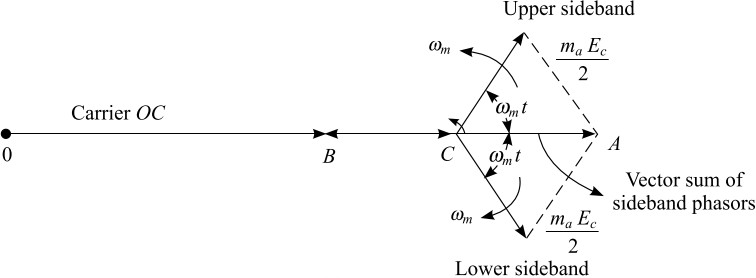 Upper sideband
ω_m
m_a E_c / 2
Carrier OC
ω_m t
0
B
C
A
ω_m t
Vector sum of
sideband phasors
ω_m
m_a E_c / 2
Lower sideband